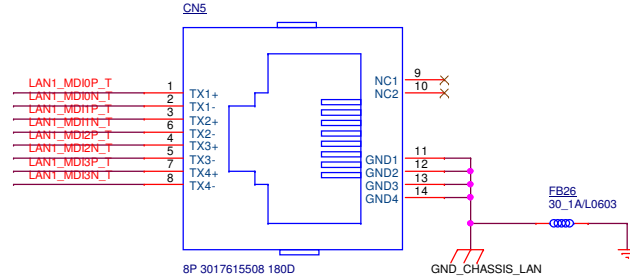 CN5
LAN1_MDI0P_T 1 TX1+
LAN1_MDI0N_T 2 TX1-
LAN1_MDI1P_T 3 TX2+
LAN1_MDI1N_T 6 TX2-
LAN1_MDI2P_T 4 TX3+
LAN1_MDI2N_T 5 TX3-
LAN1_MDI3P_T 7 TX4+
LAN1_MDI3N_T 8 TX4-
NC1 9
NC2 10
GND1 11
GND2 12
GND3 13
GND4 14
FB26
30_1A/L0603
8P 3017615508 180D
GND_CHASSIS_LAN